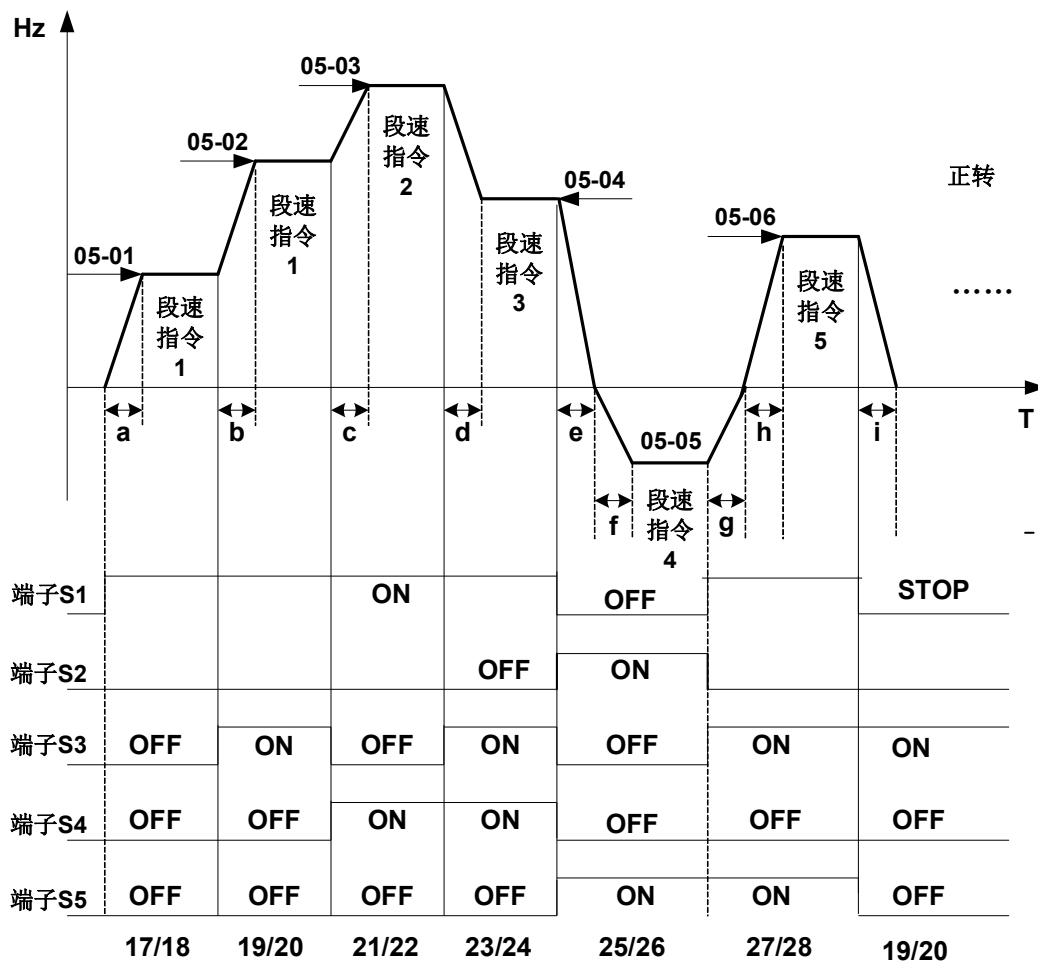 Hz
05-03
05-02
05-04
05-01
05-06
05-05
正转
段速
指令
1
段速
指令
1
段速
指令
2
段速
指令
3
段速
指令
4
段速
指令
5
……
a
b
c
d
e
f
g
h
i
T
-
端子S1
ON
OFF
STOP
端子S2
OFF
ON
端子S3
OFF
ON
OFF
ON
OFF
ON
ON
端子S4
OFF
OFF
ON
ON
OFF
OFF
OFF
端子S5
OFF
OFF
OFF
OFF
ON
ON
OFF
17/18
19/20
21/22
23/24
25/26
27/28
19/20